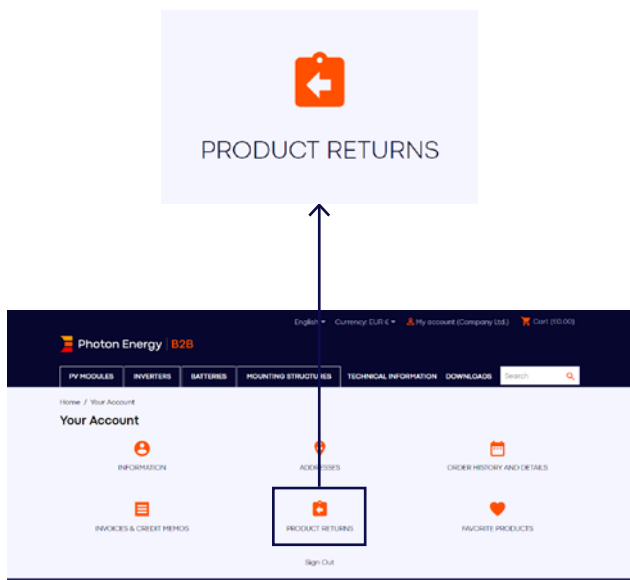 PRODUCT RETURNS
English Currency: EUR € My account (Company Ltd.) Cart (€0.00)
Photon Energy B2B
PV MODULES INVERTERS BATTERIES MOUNTING STRUCTURES TECHNICAL INFORMATION DOWNLOADS Search
Home / Your Account
Your Account
INFORMATION ADDRESSES ORDER HISTORY AND DETAILS
INVOICES & CREDIT MEMOS PRODUCT RETURNS FAVORITE PRODUCTS
Sign Out